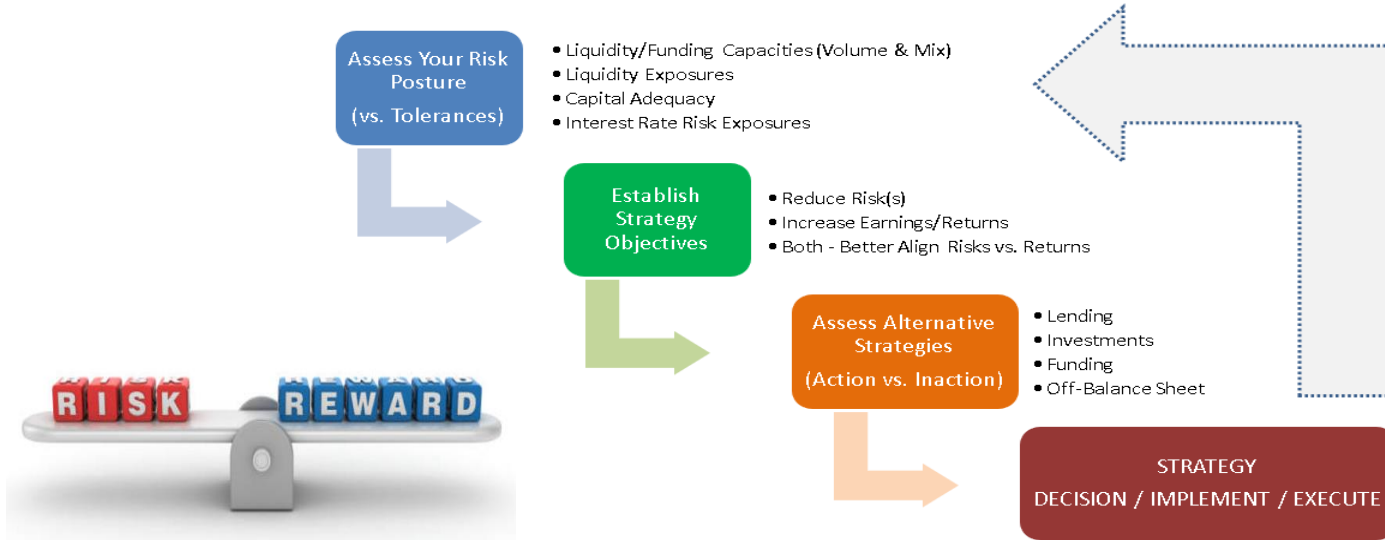 Assess Your Risk
Posture
(vs. Tolerances)
• Liquidity/Funding Capacities (Volume & Mix)
• Liquidity Exposures
• Capital Adequacy
• Interest Rate Risk Exposures
Establish
Strategy
Objectives
• Reduce Risk(s)
• Increase Earnings/Returns
• Both - Better Align Risks vs. Returns
Assess Alternative
Strategies
(Action vs. Inaction)
• Lending
• Investments
• Funding
• Off-Balance Sheet
RISK REWARD
STRATEGY
DECISION / IMPLEMENT / EXECUTE